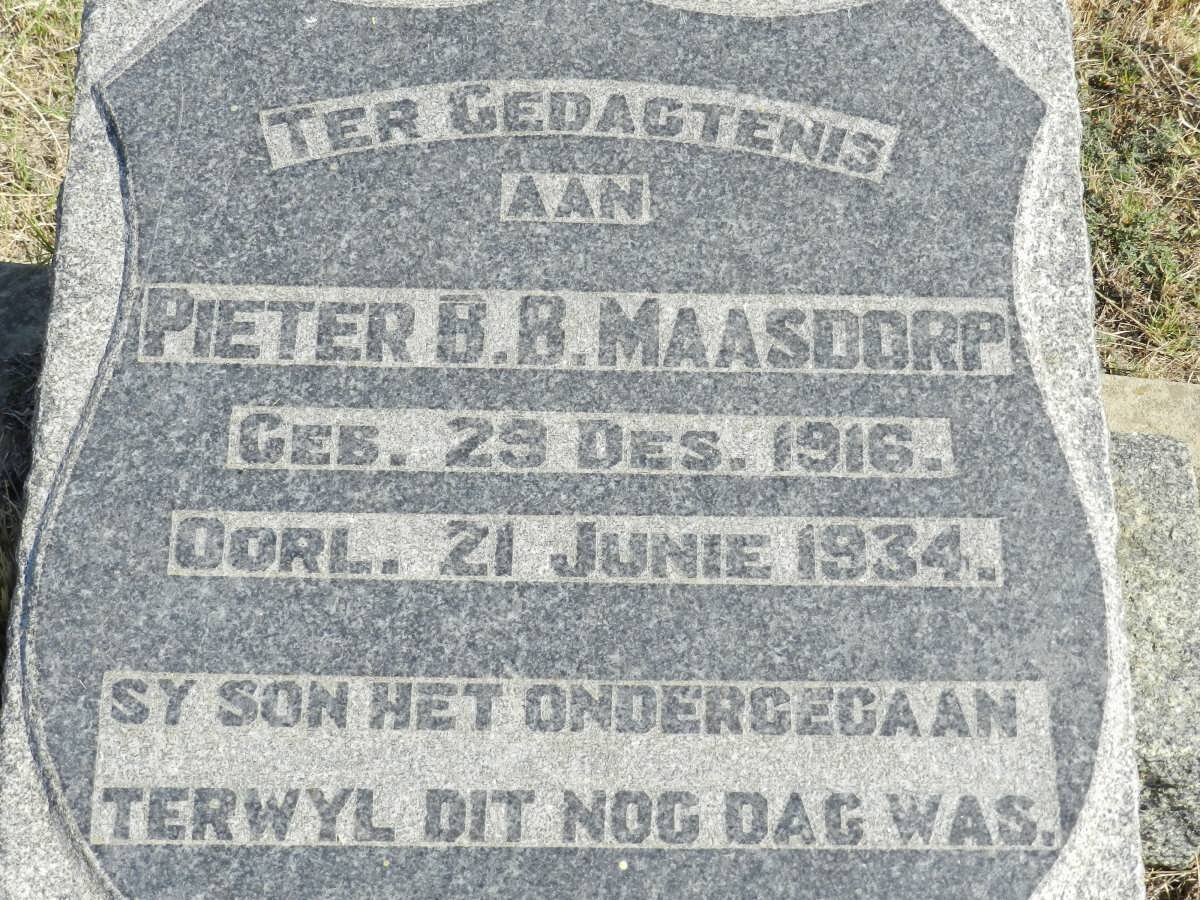 TER GEDAGTENIS
AAN
PIETER B. B. MAASDORP
GEB. 23 DES. 1916.
OORL. 21 JUNIE 1934.
SY SON HET ONDERGEGAAN
TERWYL DIT NOG DAG WAS.